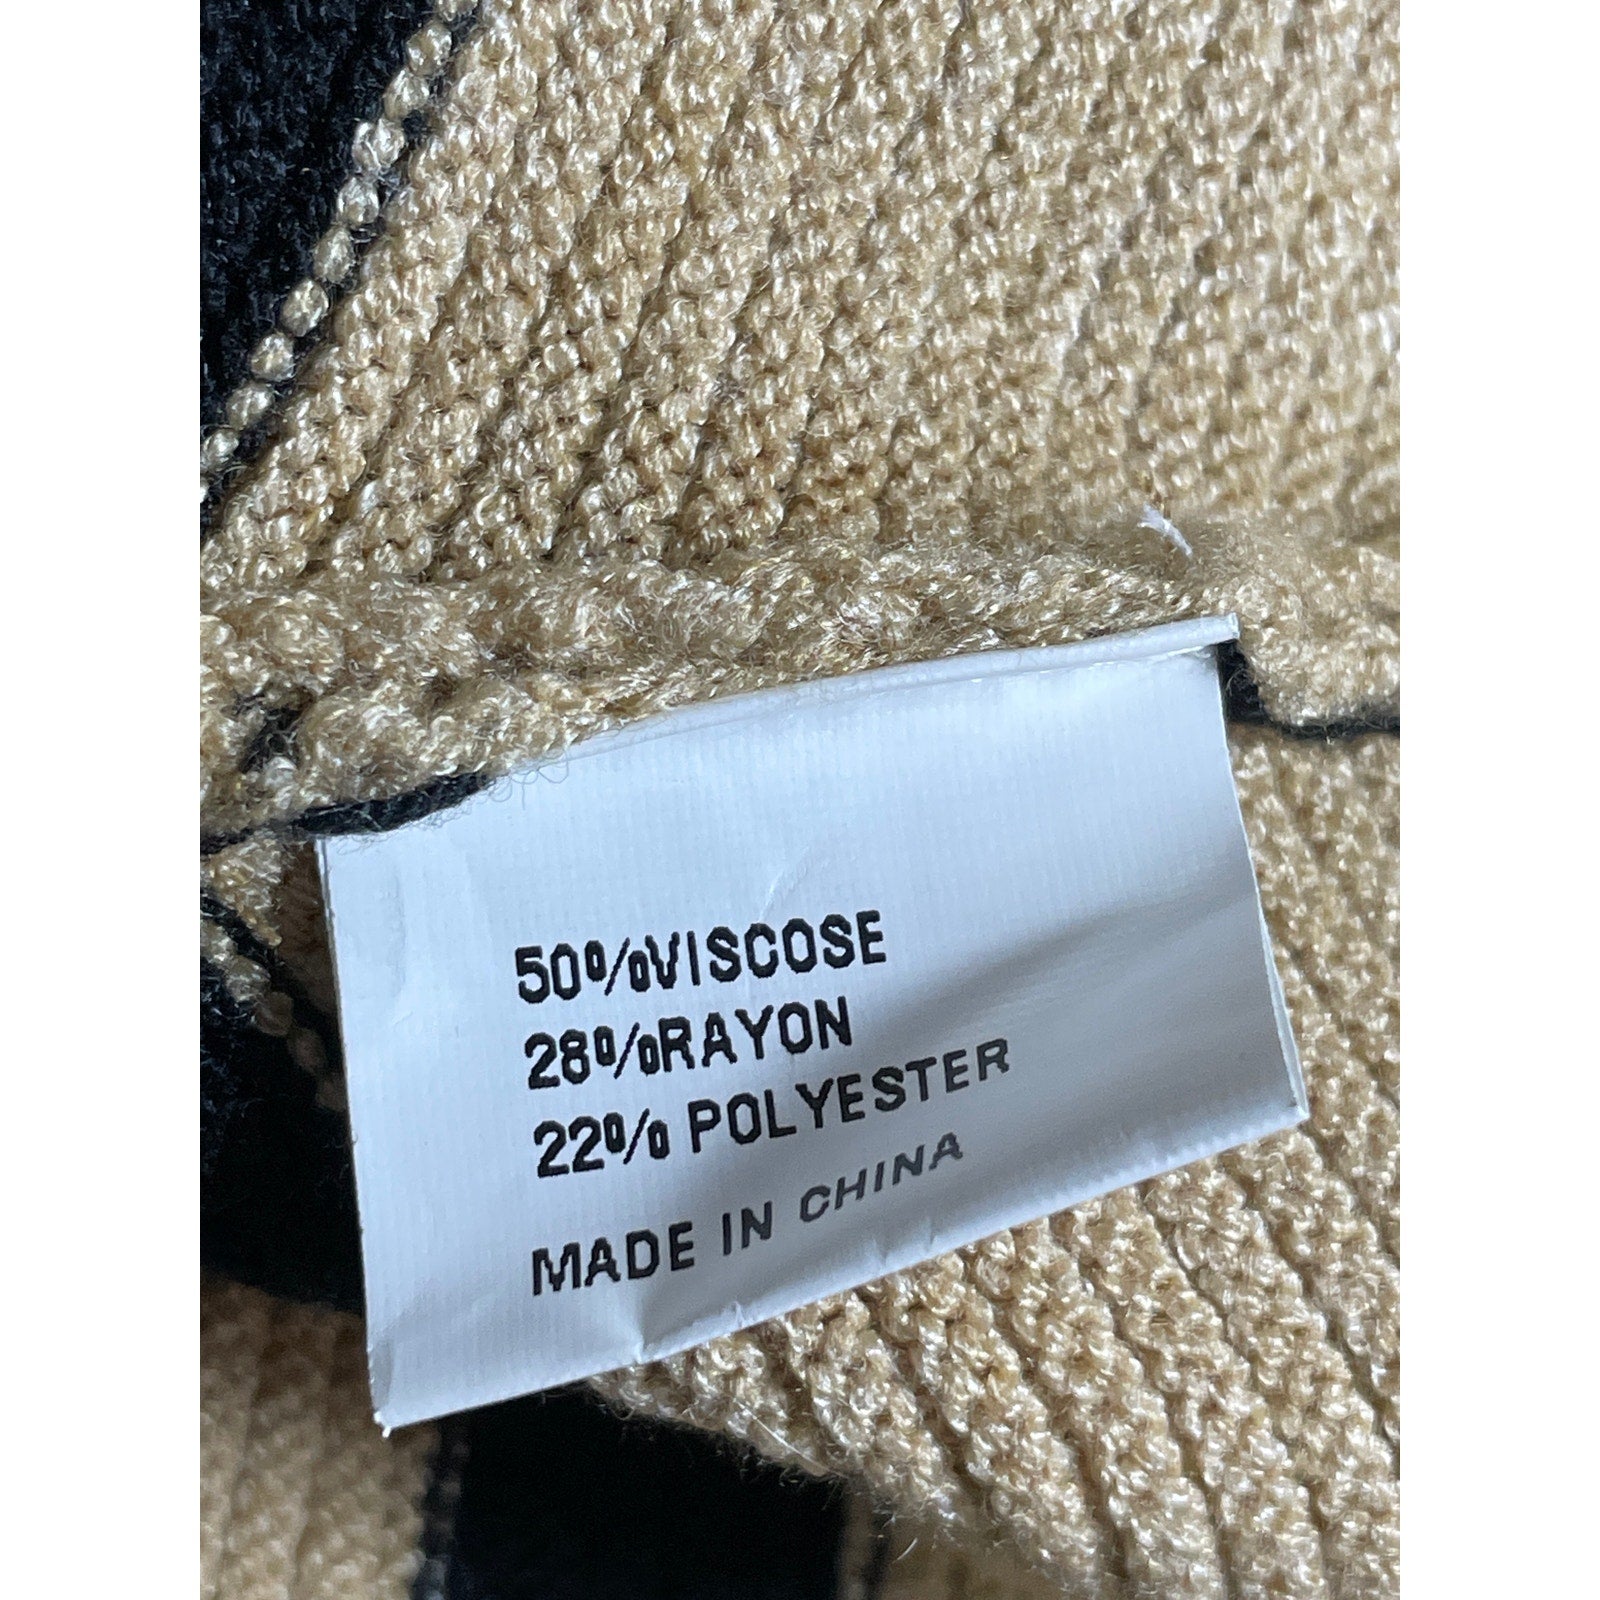 50%VISCOSE
28%RAYON
22% POLYESTER
MADE IN CHINA